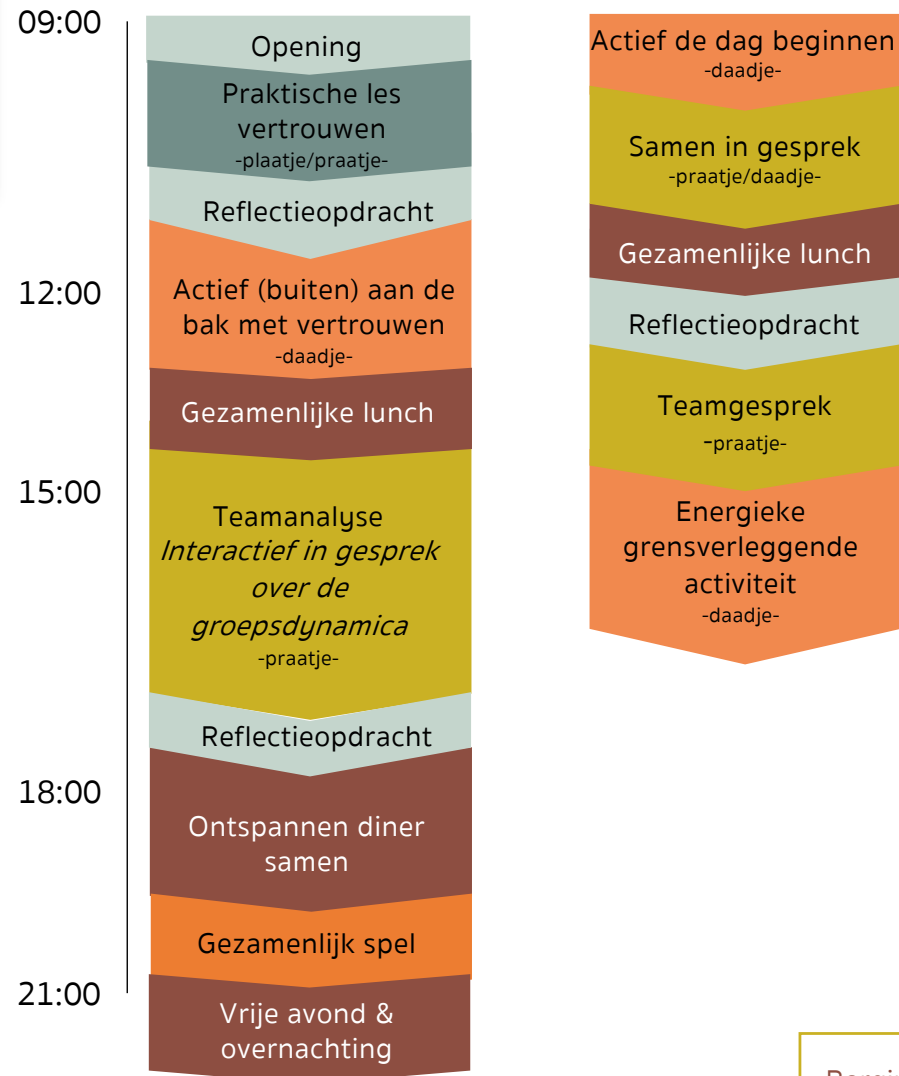 09:00
Opening
Praktische les
vertrouwen
-plaatje/praatje-
Reflectieopdracht
12:00
Actief (buiten) aan de
bak met vertrouwen
-daadje-
Gezamenlijke lunch
15:00
Teamanalyse
Interactief in gesprek
over de
groepsdynamica
-praatje-
Reflectieopdracht
18:00
Ontspannen diner
samen
Gezamenlijk spel
21:00
Vrije avond &
overnachting
Actief de dag beginnen
-daadje-
Samen in gesprek
-praatje/daadje-
Gezamenlijke lunch
Reflectieopdracht
Teamgesprek
-praatje-
Energieke
grensverleggende
activiteit
-daadje-